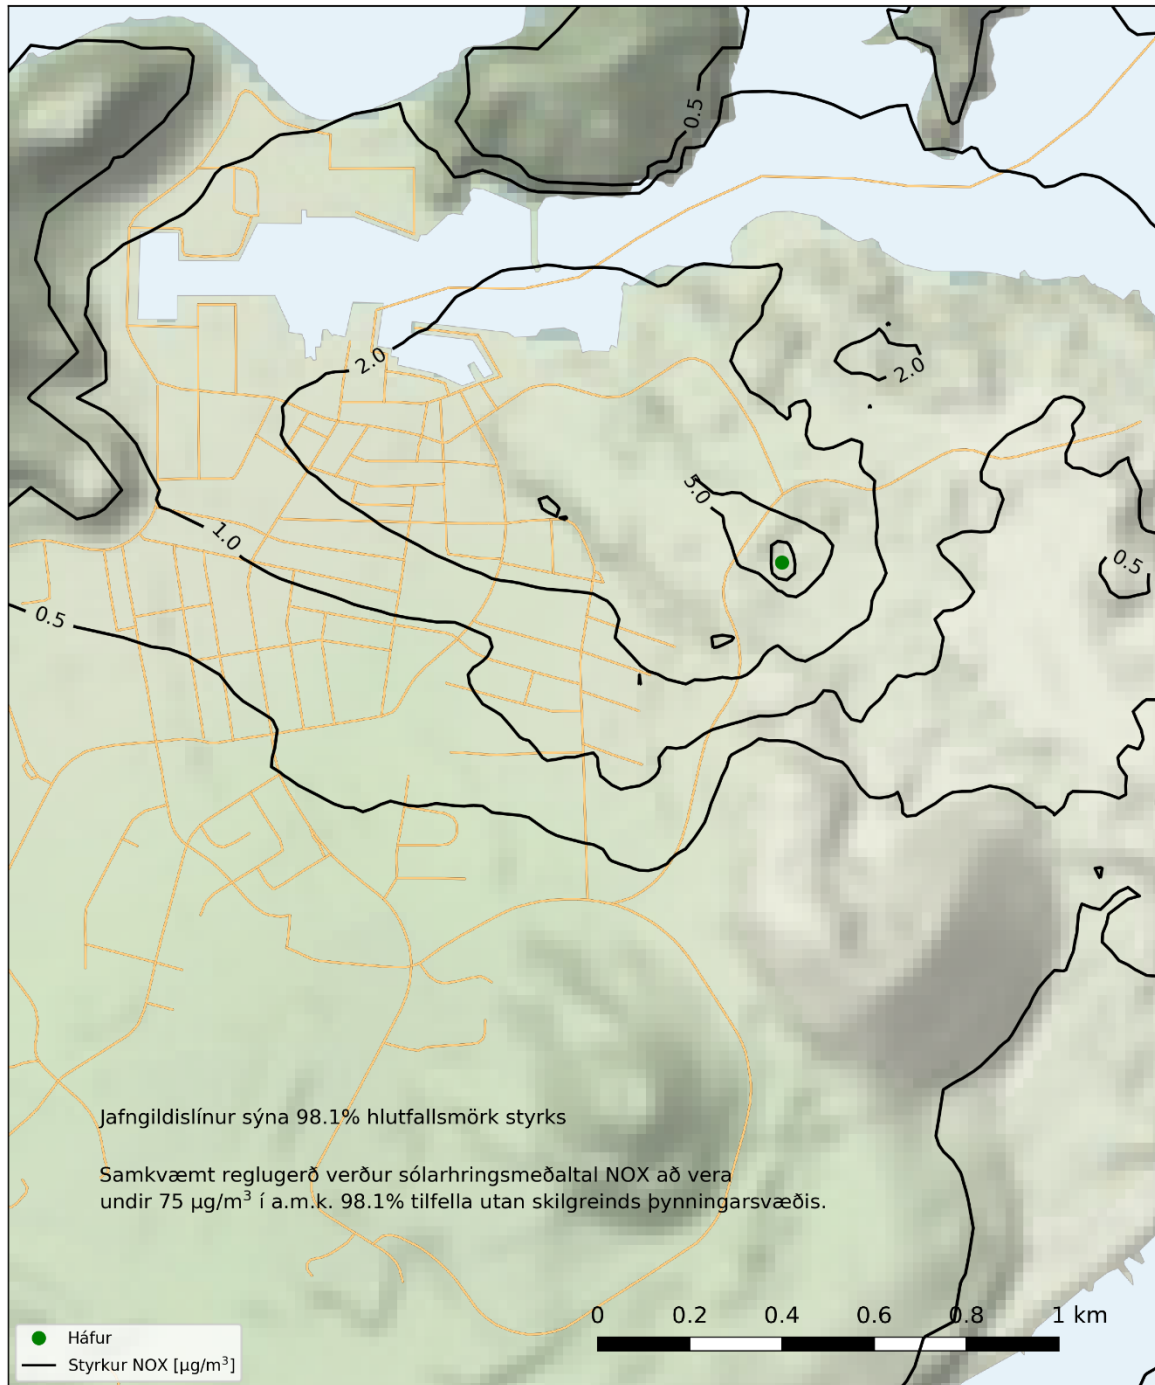 0.5
2.0
2.0
5.0
1.0
0.5
0.5
Jafngildislínur sýna 98.1% hlutfallsmörk styrks
Samkvæmt reglugerð verður sólarhringsmeðaltal NOX að vera
undir 75 µg/m³ í a.m.k. 98.1% tilfella utan skilgreinds þynningarsvæðis.
0 0.2 0.4 0.6 0.8 1 km
Háfur
Styrkur NOX [µg/m³]